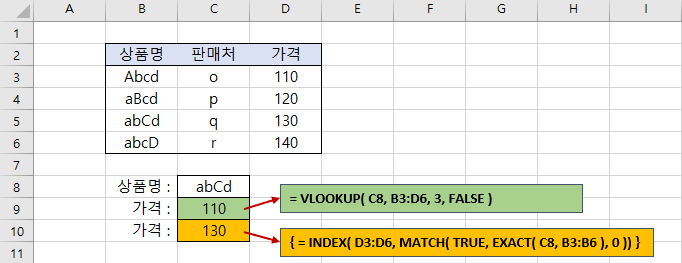 A B C D E F G H I
1
2 상품명 판매처 가격
3 Abcd o 110
4 aBcd p 120
5 abCd q 130
6 abcD r 140
7
8 상품명 : abCd
9 가격 : 110 = VLOOKUP( C8, B3:D6, 3, FALSE )
10 가격 : 130 { = INDEX( D3:D6, MATCH( TRUE, EXACT( C8, B3:B6 ), 0 )) }
11